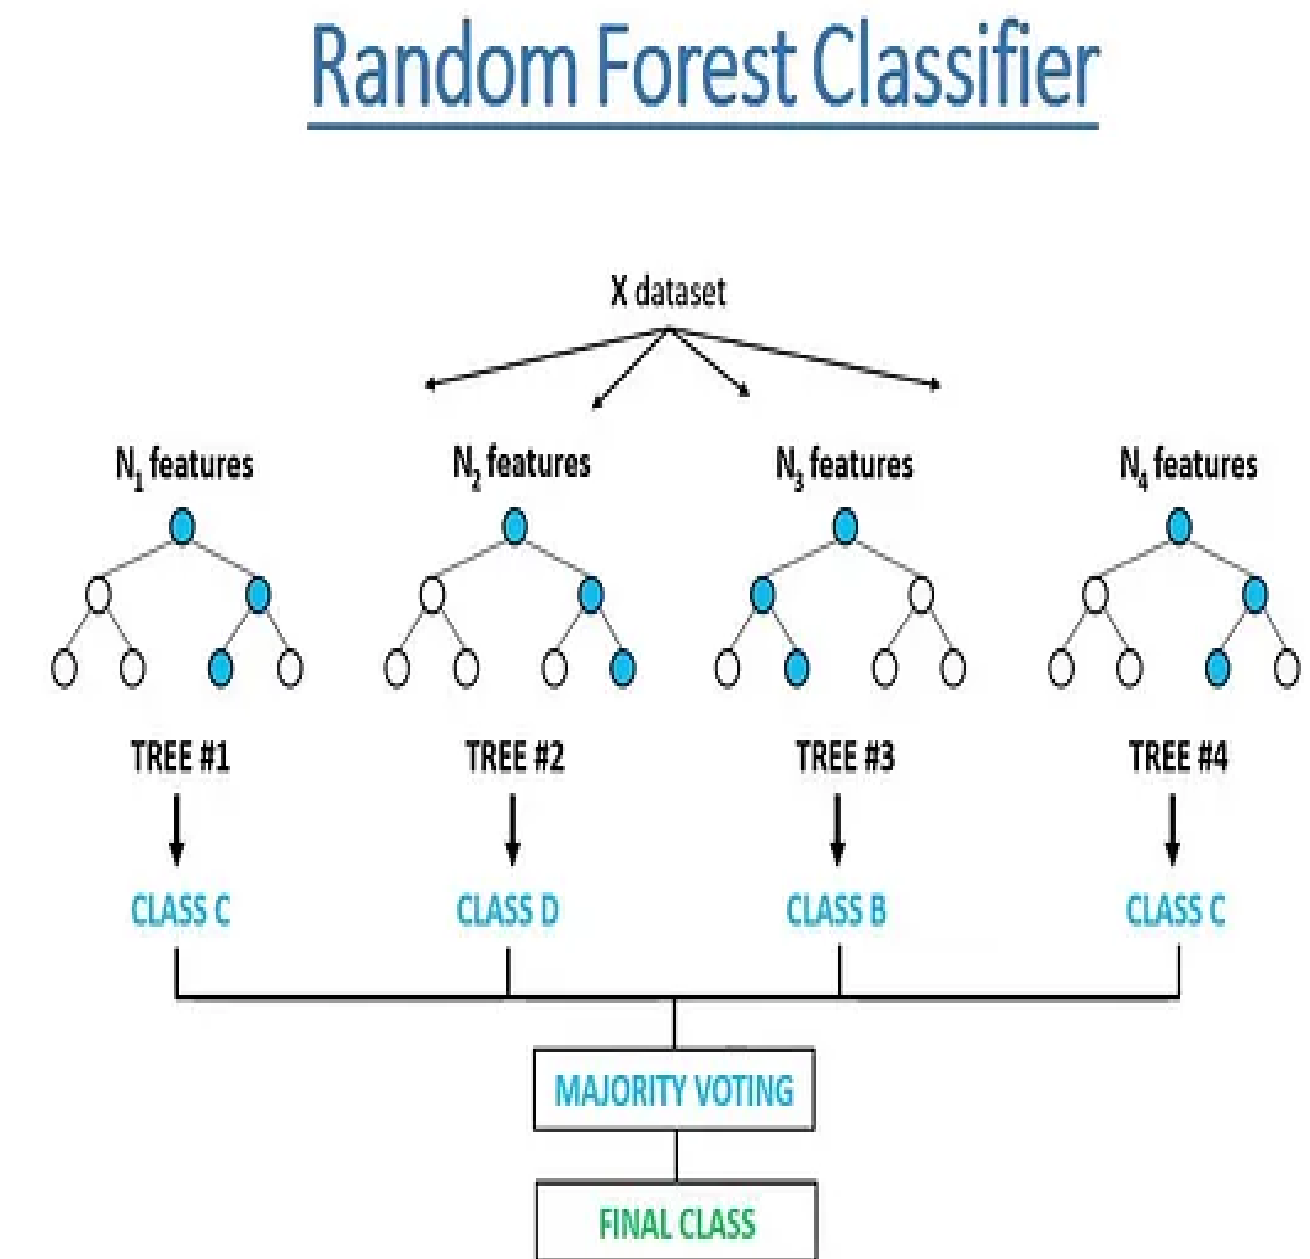 Random Forest Classifier
X dataset
N₁ features N₂ features N₃ features N₄ features
TREE #1 TREE #2 TREE #3 TREE #4
CLASS C CLASS D CLASS B CLASS C
MAJORITY VOTING
FINAL CLASS